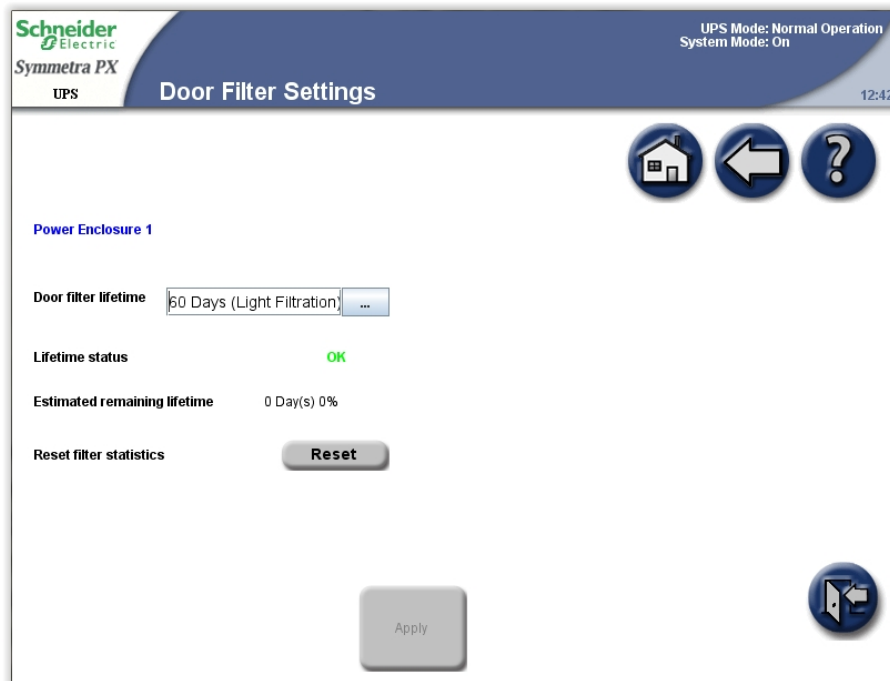 Schneider
Electric
Symmetra PX
UPS
Door Filter Settings
UPS Mode: Normal Operation
System Mode: On
12:42
?
Power Enclosure 1
Door filter lifetime
60 Days (Light Filtration)
...
Lifetime status
OK
Estimated remaining lifetime
0 Day(s) 0%
Reset filter statistics
Reset
Apply